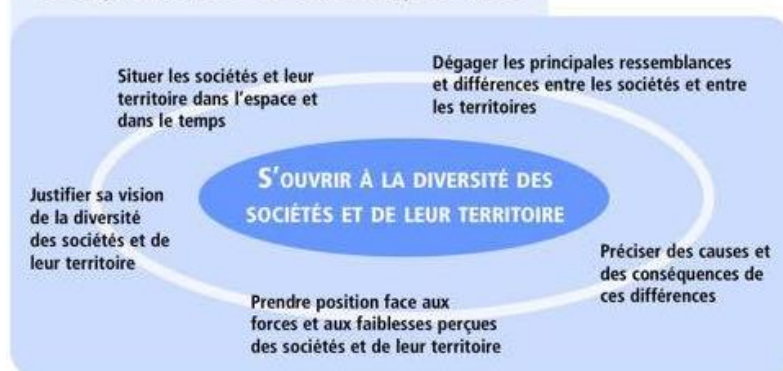 Situer les sociétés et leur
territoire dans l'espace et
dans le temps
Dégager les principales ressemblances
et différences entre les sociétés et entre
les territoires
S'OUVRIR À LA DIVERSITÉ DES
SOCIÉTÉS ET DE LEUR TERRITOIRE
Justifier sa vision
de la diversité
des sociétés et de
leur territoire
Préciser des causes et
des conséquences de
ces différences
Prendre position face aux
forces et aux faiblesses perçues
des sociétés et de leur territoire